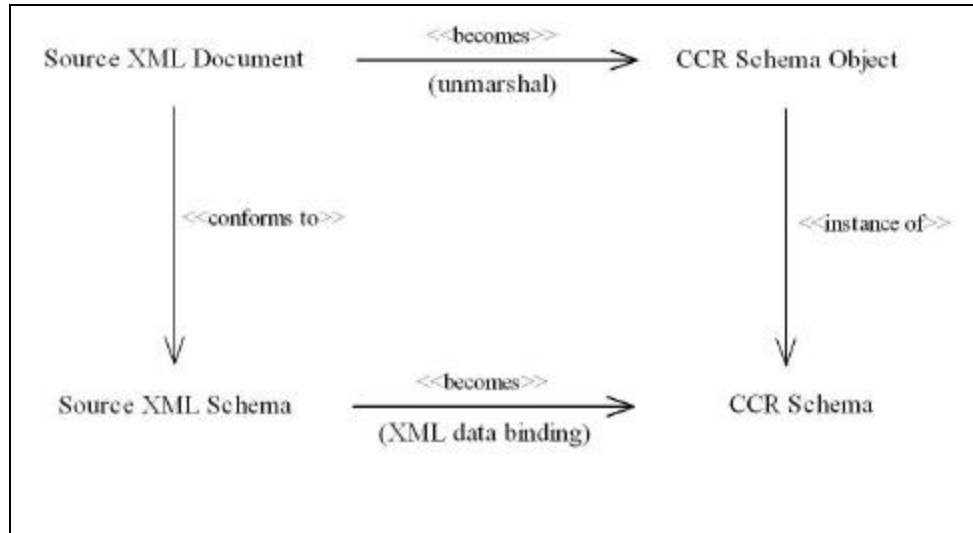 <<becomes>>
Source XML Document
CCR Schema Object
(unmarshal)
<<conforms to>>
<<instance of>>
<<becomes>>
Source XML Schema
CCR Schema
(XML data binding)